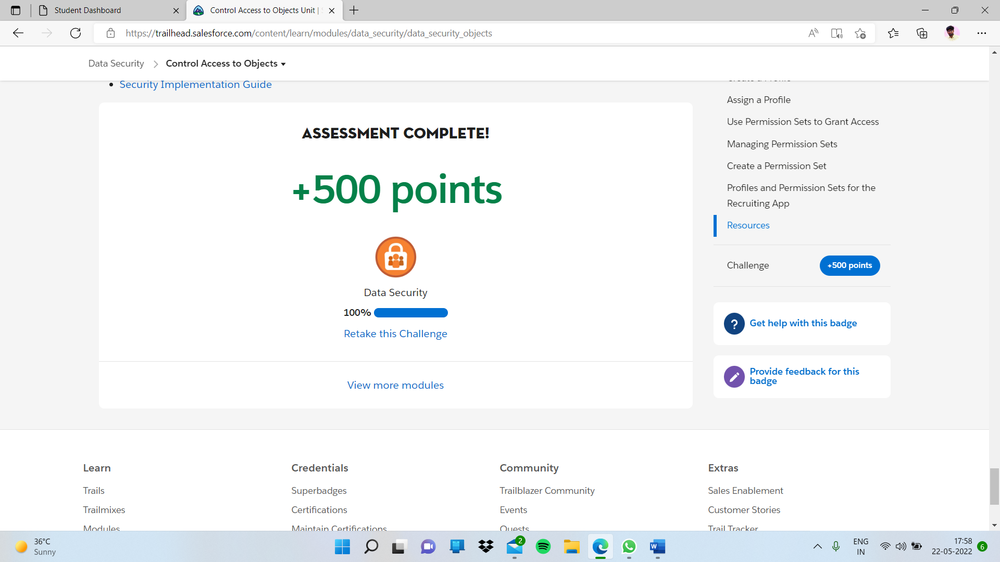 Student Dashboard
Control Access to Objects Unit |
https://trailhead.salesforce.com/content/learn/modules/data_security/data_security_objects
Data Security
Control Access to Objects
Security Implementation Guide
ASSESSMENT COMPLETE!
+500 points
Data Security
100%
Retake this Challenge
View more modules
Assign a Profile
Use Permission Sets to Grant Access
Managing Permission Sets
Create a Permission Set
Profiles and Permission Sets for the
Recruiting App
Resources
Challenge
+500 points
?
Get help with this badge
Provide feedback for this
badge
Learn
Trails
Trailmixes
Modules
Credentials
Superbadges
Certifications
Maintain Certifications
Community
Trailblazer Community
Events
Quests
Extras
Sales Enablement
Customer Stories
Trail Tracker
36°C
Sunny
2
W
ENG
IN
17:58
22-05-2022
6